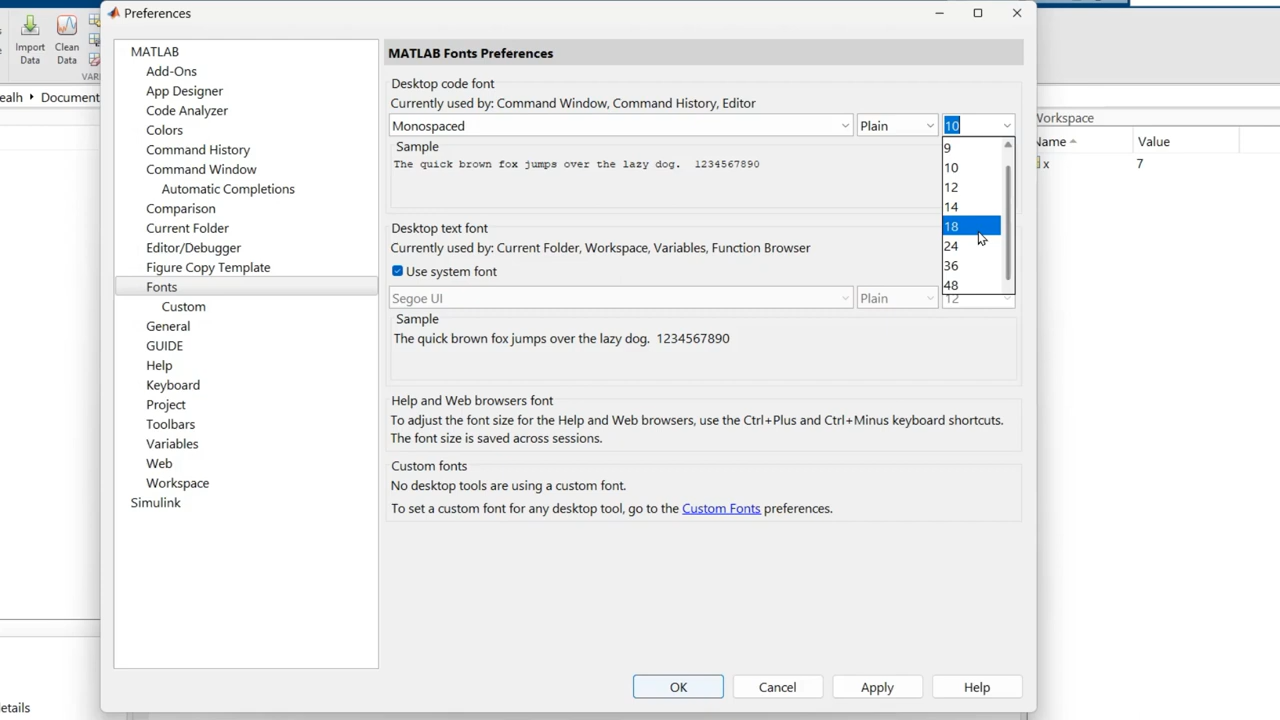 Preferences
Import
Data
Clean
Data
VAR
ealh ▸ Document
MATLAB
Add-Ons
App Designer
Code Analyzer
Colors
Command History
Command Window
Automatic Completions
Comparison
Current Folder
Editor/Debugger
Figure Copy Template
Fonts
Custom
General
GUIDE
Help
Keyboard
Project
Toolbars
Variables
Web
Workspace
Simulink
MATLAB Fonts Preferences
Desktop code font
Currently used by: Command Window, Command History, Editor
Monospaced Plain 10
Sample
The quick brown fox jumps over the lazy dog. 1234567890
9
10
12
14
18
24
36
48
Desktop text font
Currently used by: Current Folder, Workspace, Variables, Function Browser
Use system font
Segoe UI Plain 12
Sample
The quick brown fox jumps over the lazy dog. 1234567890
Help and Web browsers font
To adjust the font size for the Help and Web browsers, use the Ctrl+Plus and Ctrl+Minus keyboard shortcuts.
The font size is saved across sessions.
Custom fonts
No desktop tools are using a custom font.
To set a custom font for any desktop tool, go to the Custom Fonts preferences.
OK Cancel Apply Help
Workspace
Name Value
x 7
etails